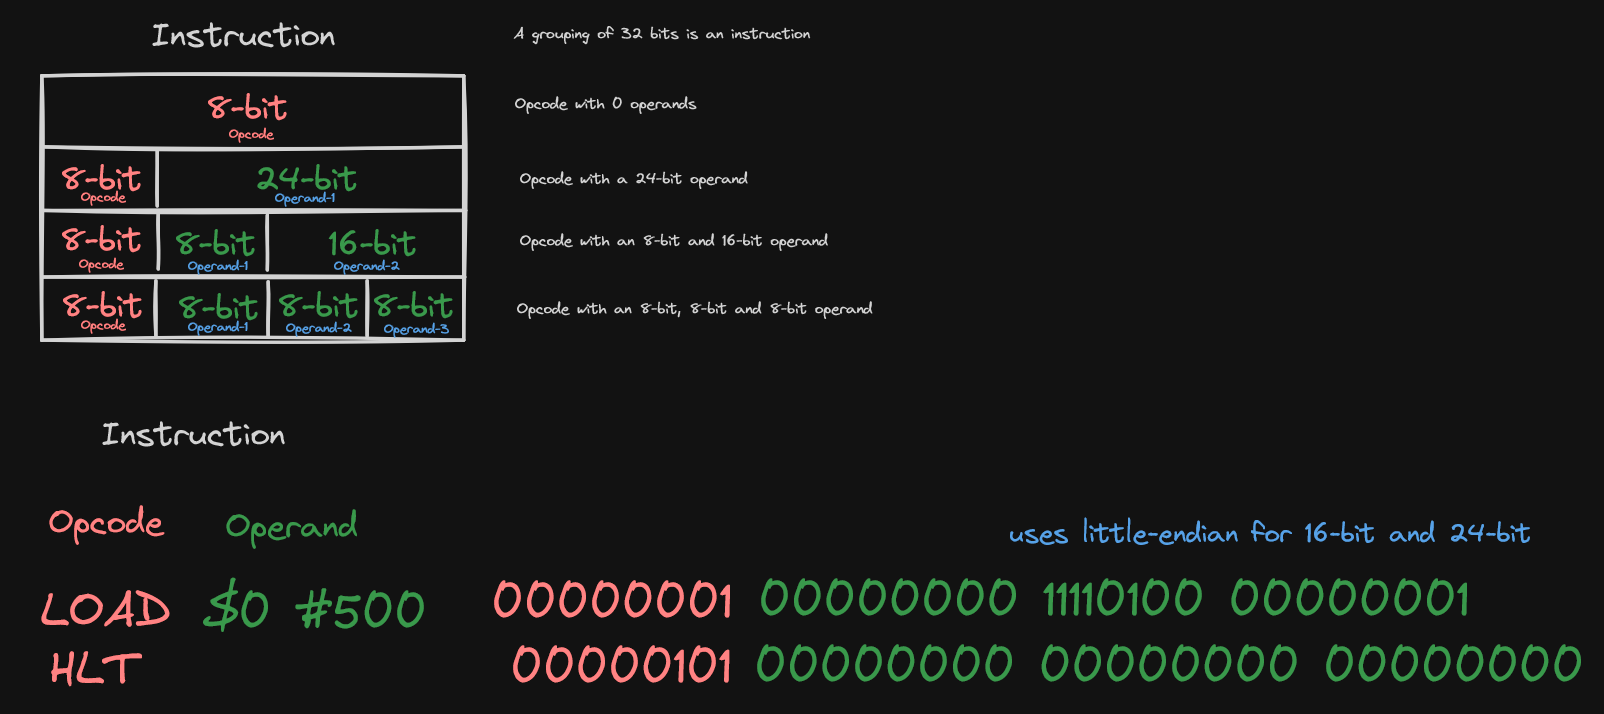 Instruction
A grouping of 32 bits is an instruction
8-bit
Opcode
Opcode with 0 operands
8-bit 24-bit
Opcode Operand-1
Opcode with a 24-bit operand
8-bit 8-bit 16-bit
Opcode Operand-1 Operand-2
Opcode with an 8-bit and 16-bit operand
8-bit 8-bit 8-bit 8-bit
Opcode Operand-1 Operand-2 Operand-3
Opcode with an 8-bit, 8-bit and 8-bit operand
Instruction
Opcode Operand
uses little-endian for 16-bit and 24-bit
LOAD $0 #500 00000001 00000000 11110100 00000001
HLT 00000101 00000000 00000000 00000000